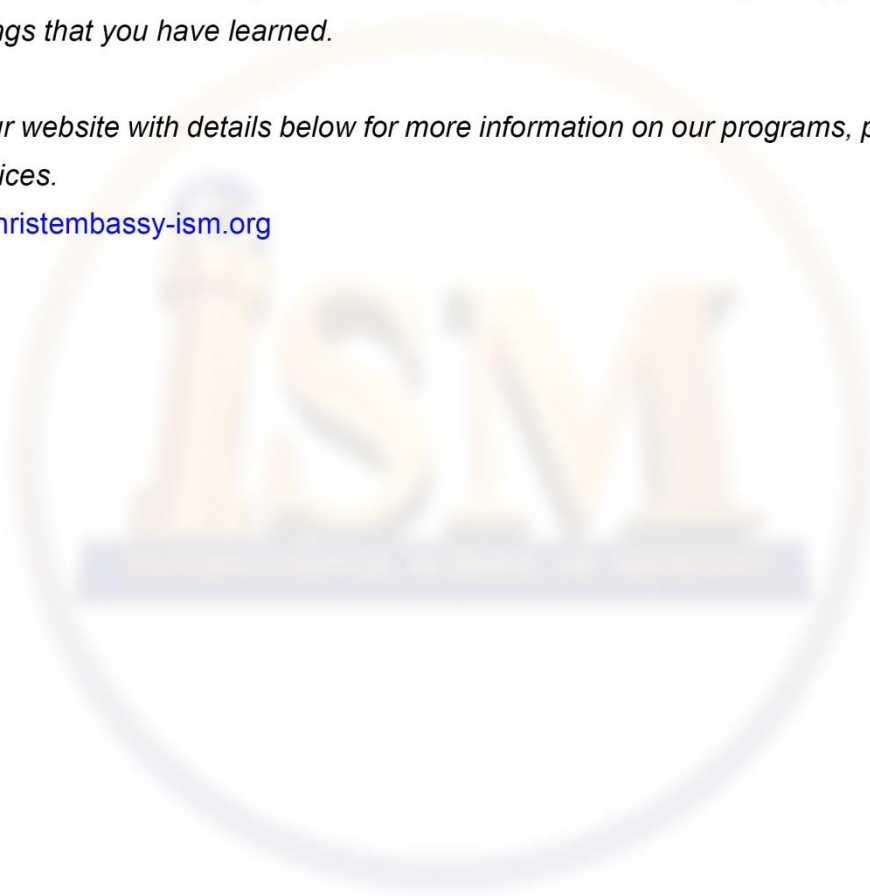 ngs that you have learned.
ur website with details below for more information on our programs, p
ices.
hristembassy-ism.org
ISM